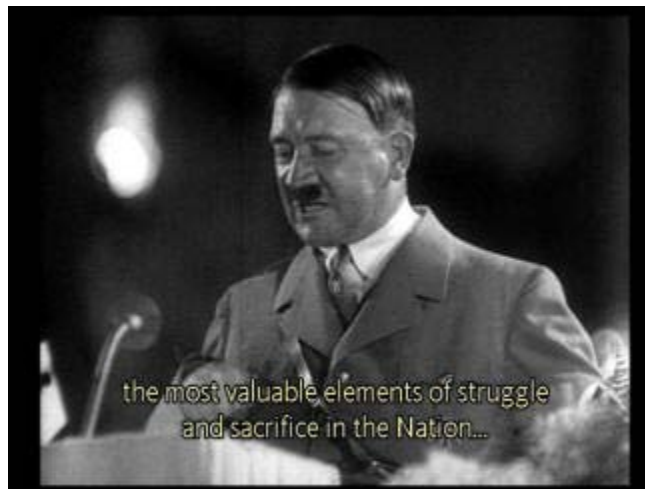 the most valuable elements of struggle
and sacrifice in the Nation...